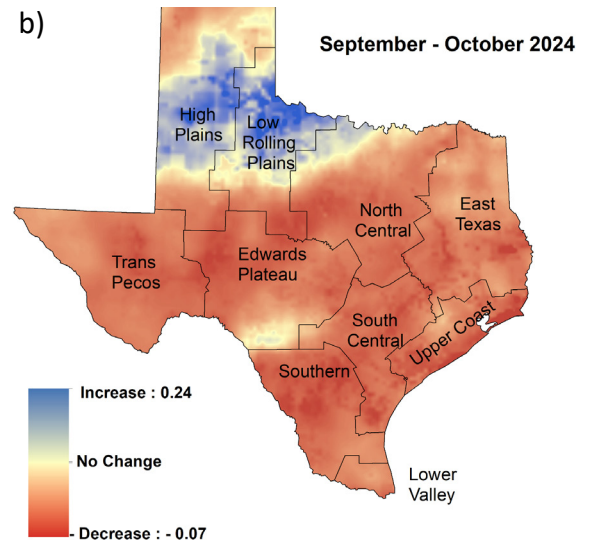 b)
September - October 2024
High
Plains
Low
Rolling
Plains
North
Central
East
Texas
Trans
Pecos
Edwards
Plateau
South
Central
Upper Coast
Southern
Increase : 0.24
No Change
Decrease : - 0.07
Lower
Valley